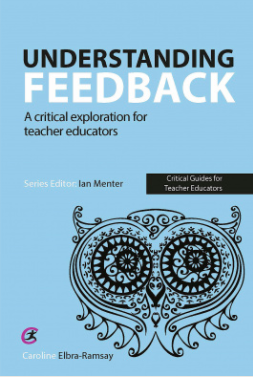 UNDERSTANDING
FEEDBACK
A critical exploration for
teacher educators
Series Editor: Ian Menter
Critical Guides for
Teacher Educators
Caroline Elbra-Ramsay